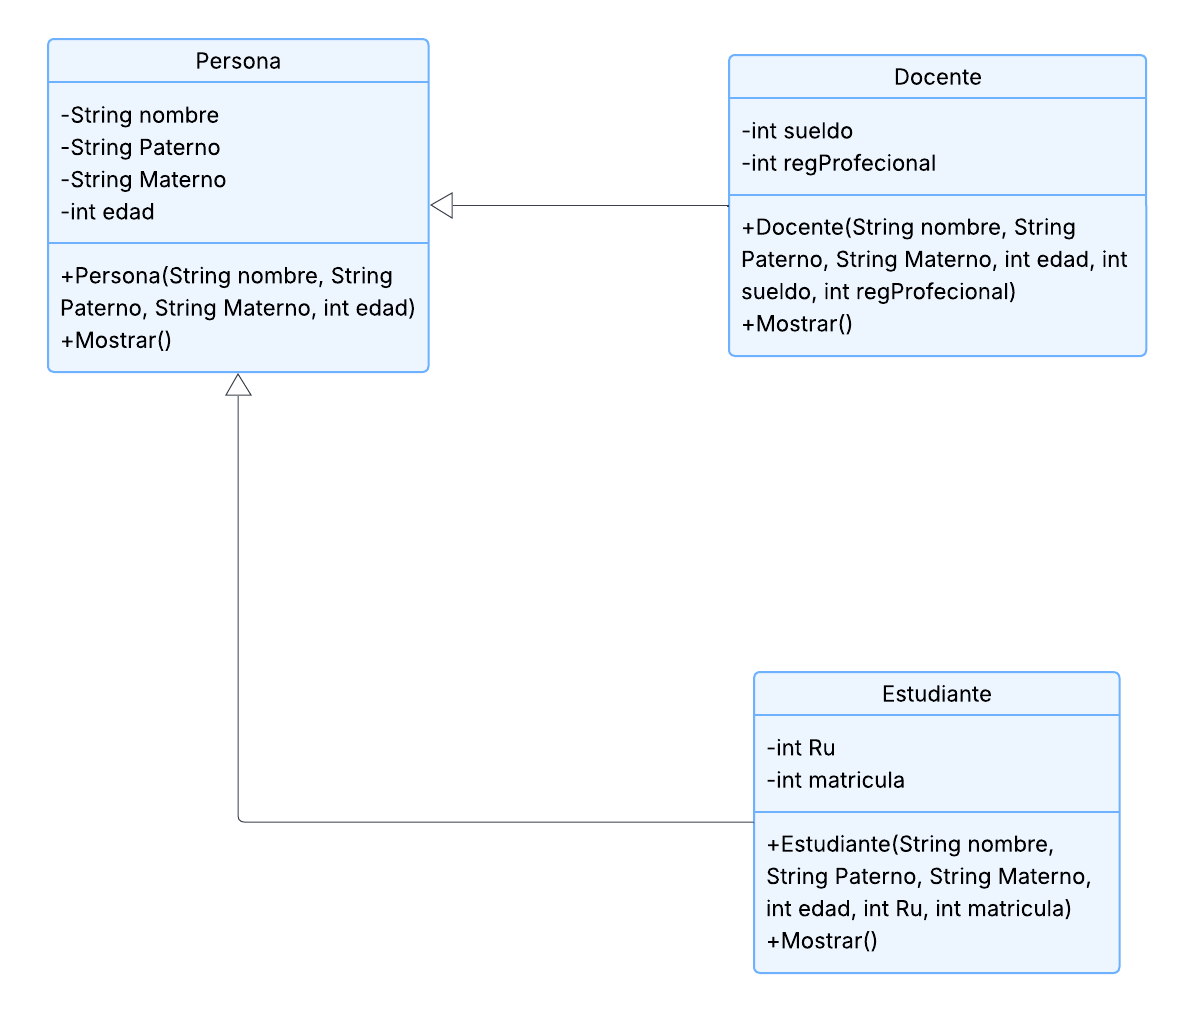 Persona
-String nombre
-String Paterno
-String Materno
-int edad
+Persona(String nombre, String
Paterno, String Materno, int edad)
+Mostrar()
Docente
-int sueldo
-int regProfecional
+Docente(String nombre, String
Paterno, String Materno, int edad, int
sueldo, int regProfecional)
+Mostrar()
Estudiante
-int Ru
-int matricula
+Estudiante(String nombre,
String Paterno, String Materno,
int edad, int Ru, int matricula)
+Mostrar()